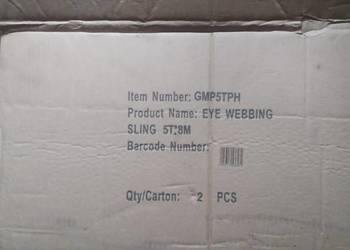 Item Number: GMP5TPH
Product Name: EYE WEBBING
SLING 5T*8M
Barcode Number:
Qty/Carton: 2 PCS